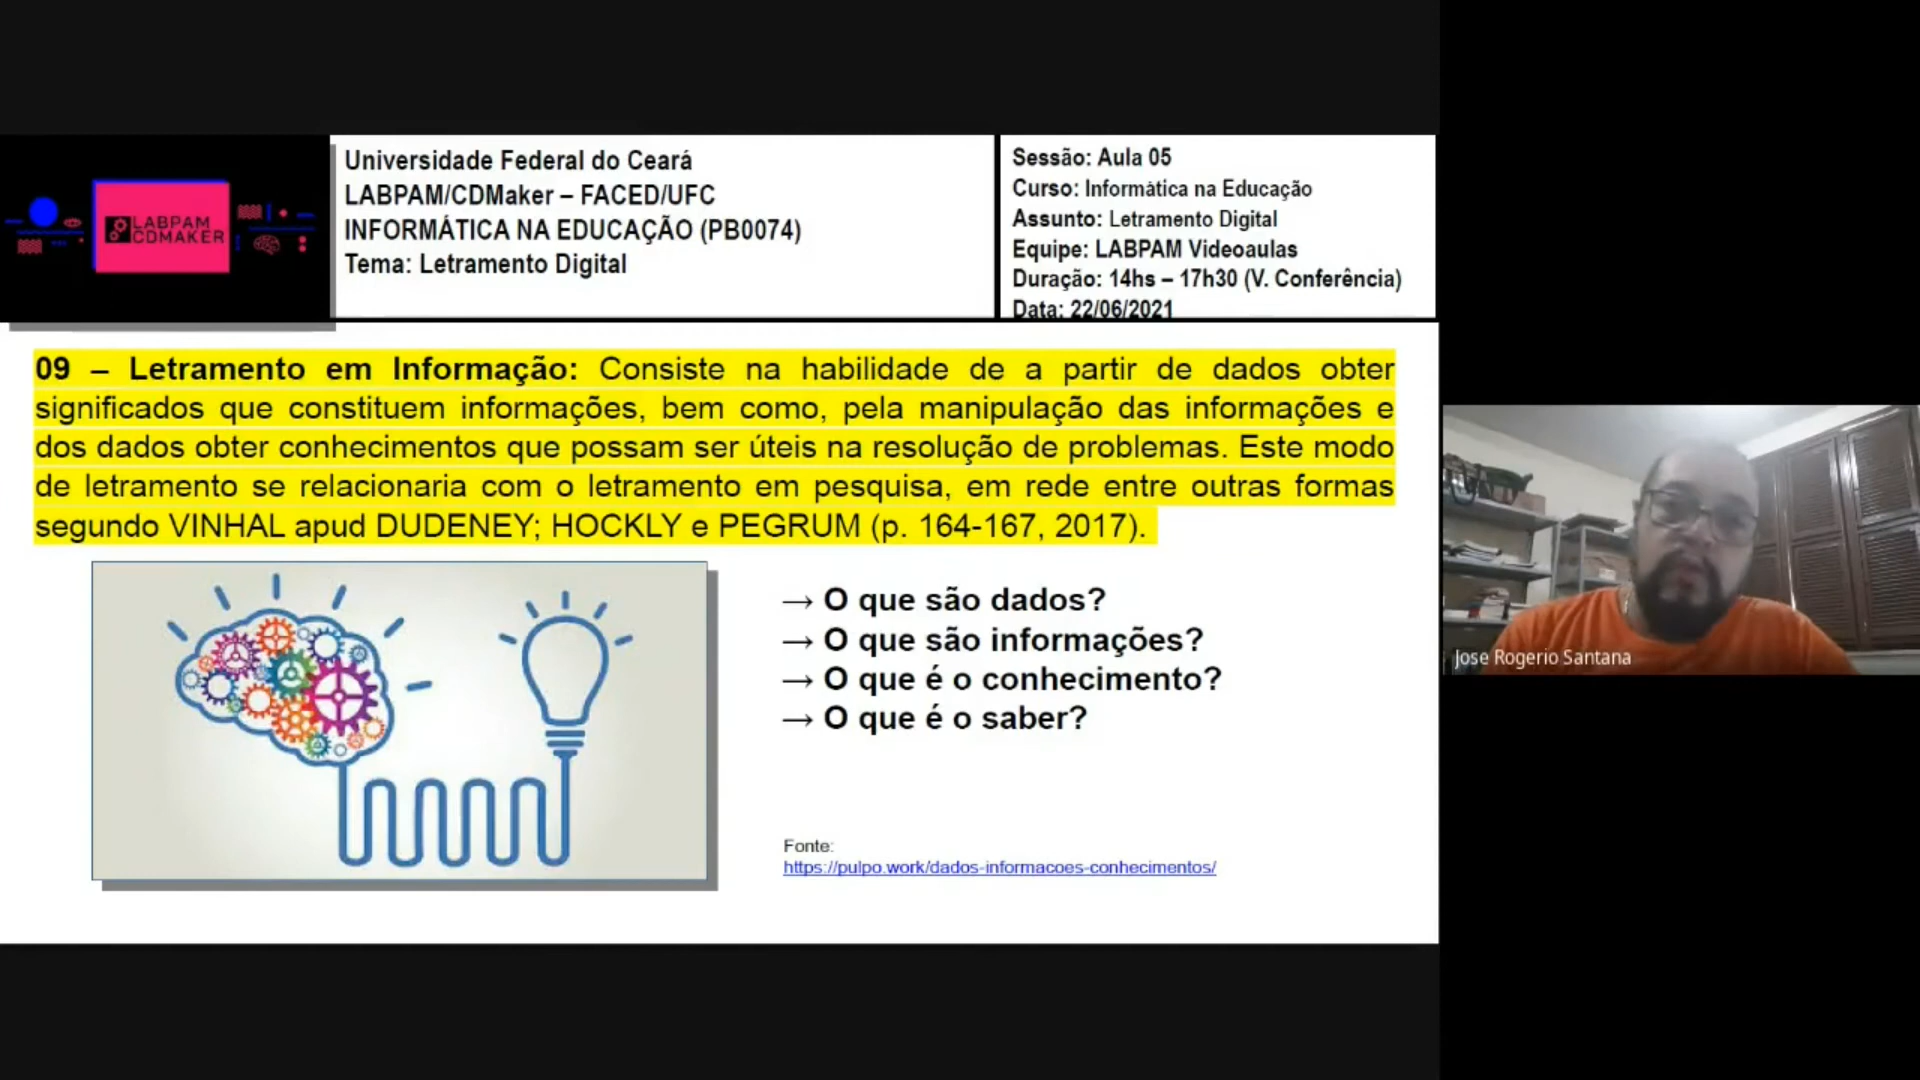 LABPAM
CDMAKER
Universidade Federal do Ceará
LABPAM/CDMaker – FACED/UFC
INFORMÁTICA NA EDUCAÇÃO (PB0074)
Tema: Letramento Digital
Sessão: Aula 05
Curso: Informàtica na Educação
Assunto: Letramento Digital
Equipe: LABPAM Videoaulas
Duração: 14hs – 17h30 (V. Conferência)
Data: 22/06/2021
09 – Letramento em Informação: Consiste na habilidade de a partir de dados obter
significados que constituem informações, bem como, pela manipulação das informações e
dos dados obter conhecimentos que possam ser úteis na resolução de problemas. Este modo
de letramento se relacionaria com o letramento em pesquisa, em rede entre outras formas
segundo VINHAL apud DUDENEY; HOCKLY e PEGRUM (p. 164-167, 2017).
→ O que são dados?
→ O que são informações?
→ O que é o conhecimento?
→ O que é o saber?
Fonte:
https://pulpo.work/dados-informacoes-conhecimentos/
Jose Rogerio Santana